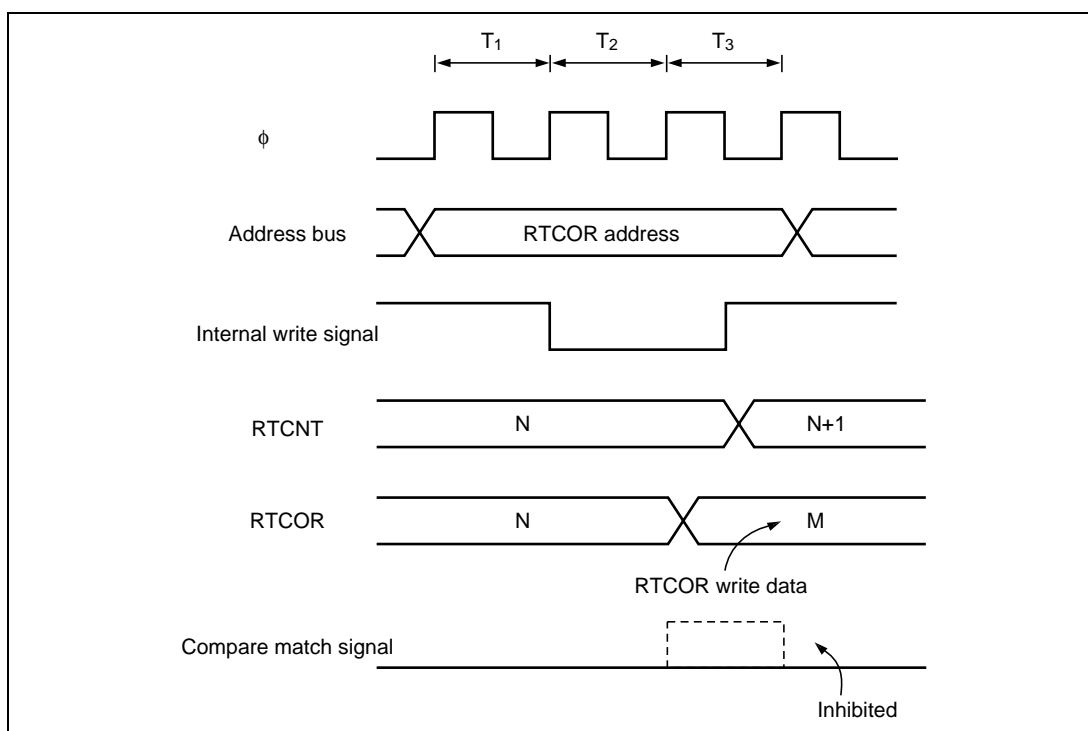 T1 T2 T3
φ
Address bus RTCOR address
Internal write signal
RTCNT N N+1
RTCOR N M
RTCOR write data
Compare match signal
Inhibited